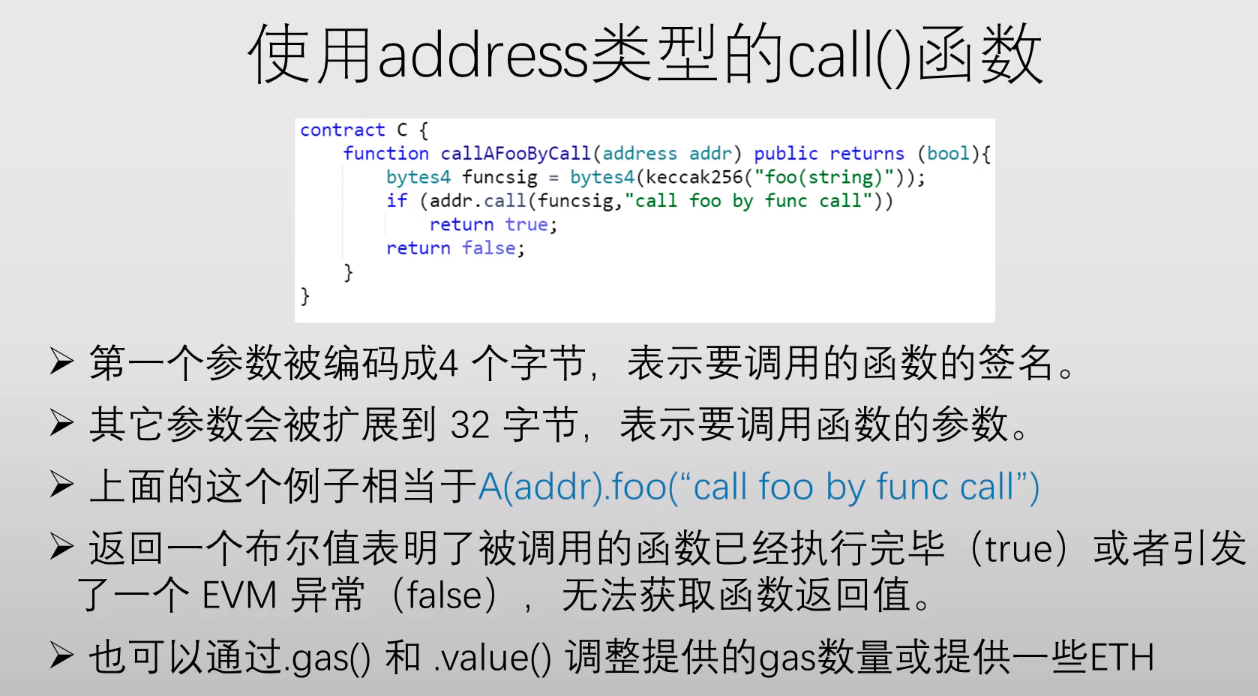 使用address类型的call()函数
contract C {
function callAFooByCall(address addr) public returns (bool){
bytes4 funcsig = bytes4(keccak256("foo(string)"));
if (addr.call(funcsig,"call foo by func call"))
return true;
return false;
}
}
➢ 第一个参数被编码成4 个字节，表示要调用的函数的签名。
➢ 其它参数会被扩展到 32 字节，表示要调用函数的参数。
➢ 上面的这个例子相当于A(addr).foo(“call foo by func call”)
➢ 返回一个布尔值表明了被调用的函数已经执行完毕（true）或者引发
了一个 EVM 异常（false），无法获取函数返回值。
➢ 也可以通过.gas() 和 .value() 调整提供的gas数量或提供一些ETH